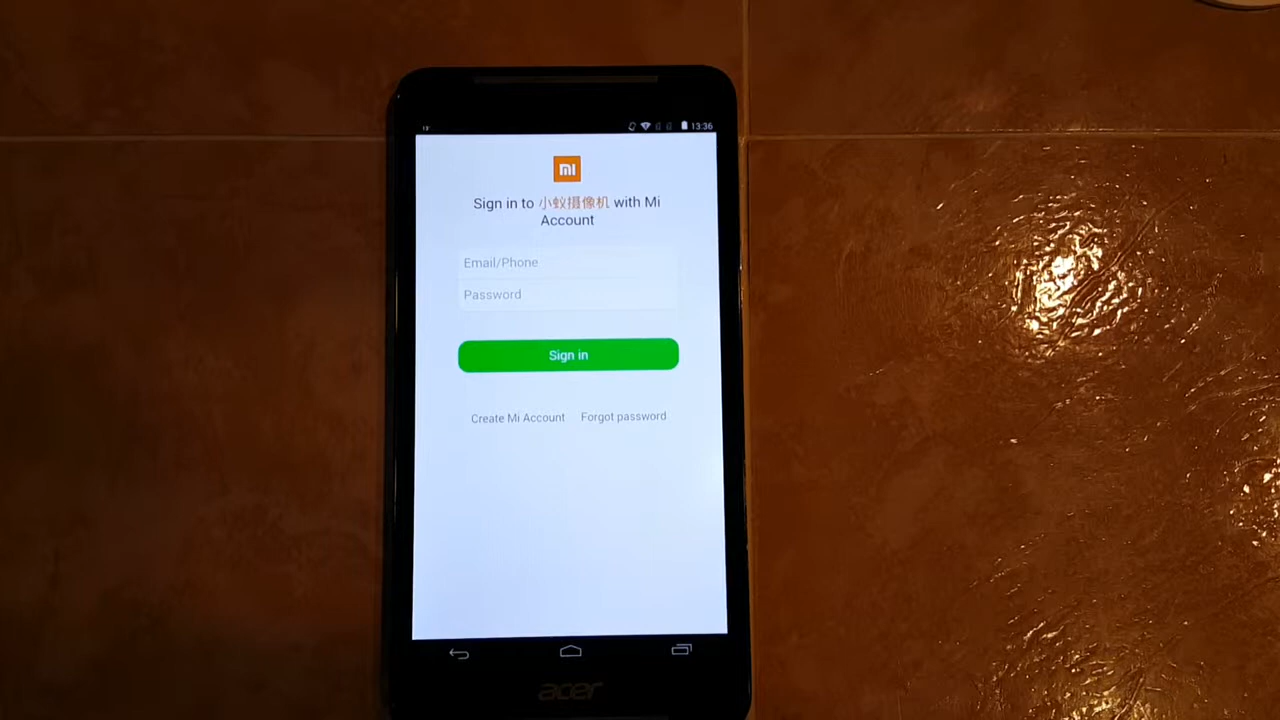 13°
13:36
mi
Sign in to 小蚁摄像机 with Mi
Account
Email/Phone
Password
Sign in
Create Mi Account Forgot password
acer